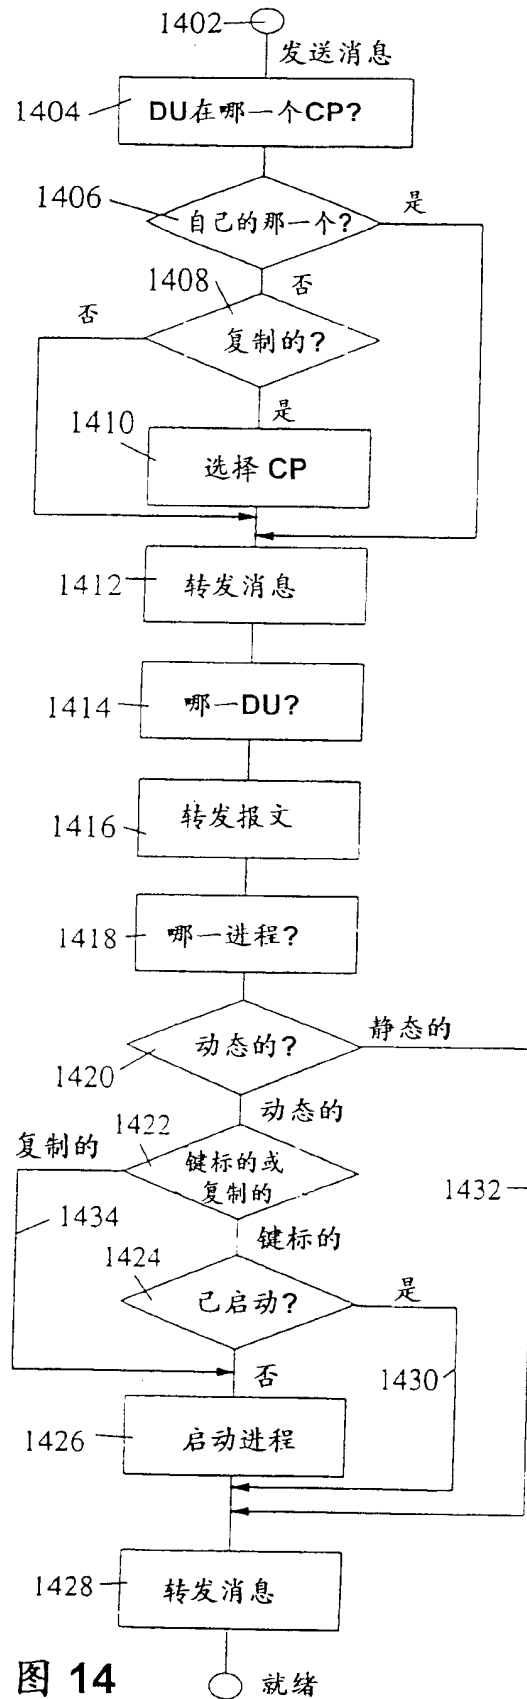 1402
发送消息
1404
DU在哪一个CP?
1406
自己的那一个?
是
1408
否
否
复制的?
是
1410
选择 CP
1412
转发消息
1414
哪一DU?
1416
转发报文
1418
哪一进程?
静态的
1420
动态的?
动态的
1422
复制的
键标的或
复制的
1432
1434
键标的
1424
已启动?
是
1430
否
1426
启动进程
1428
转发消息
图 14
就绪